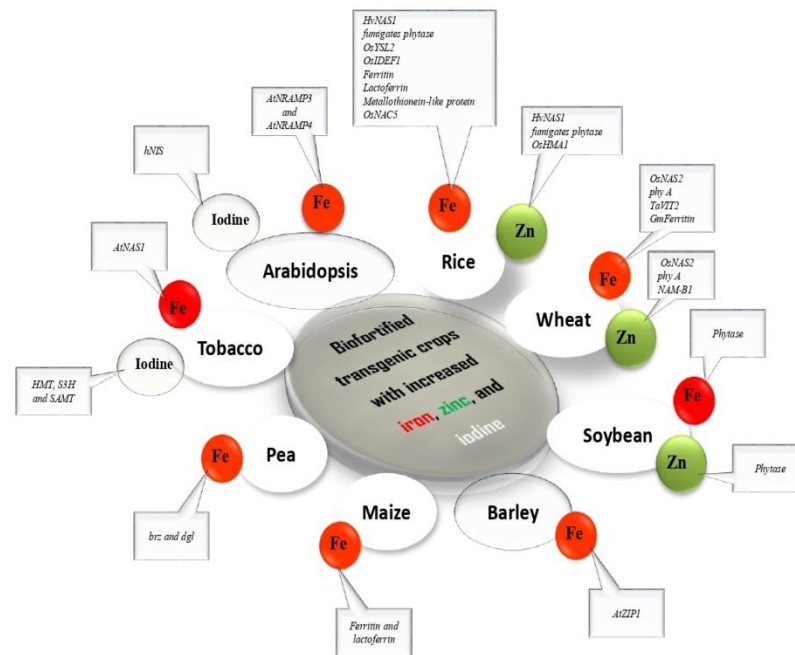 HvNAS1
fumigates phytase
OsYSL2
OsIDEF1
Ferritin
Lactoferrin
Metallothionein-like protein
OsNAC5
AtNRAMP3
and
AtNRAMP4
HvNAS1
fumigates phytase
OsHMA1
hNIS
OsNAS2
phy A
TaVIT2
GmFerritin
Iodine
Fe
Fe
Zn
Arabidopsis
Rice
AtNAS1
Fe
OsNAS2
phy A
NAM-B1
Fe
Wheat
Zn
Tobacco
Iodine
HMT, S3H
and SAMT
Biofortified
transgenic crops
with increased
iron, zinc, and
iodine
Phytase
Fe
Soybean
Zn
Phytase
Pea
Fe
brz and dgl
Maize
Fe
Ferritin and
lactoferrin
Barley
Fe
AtZIP1